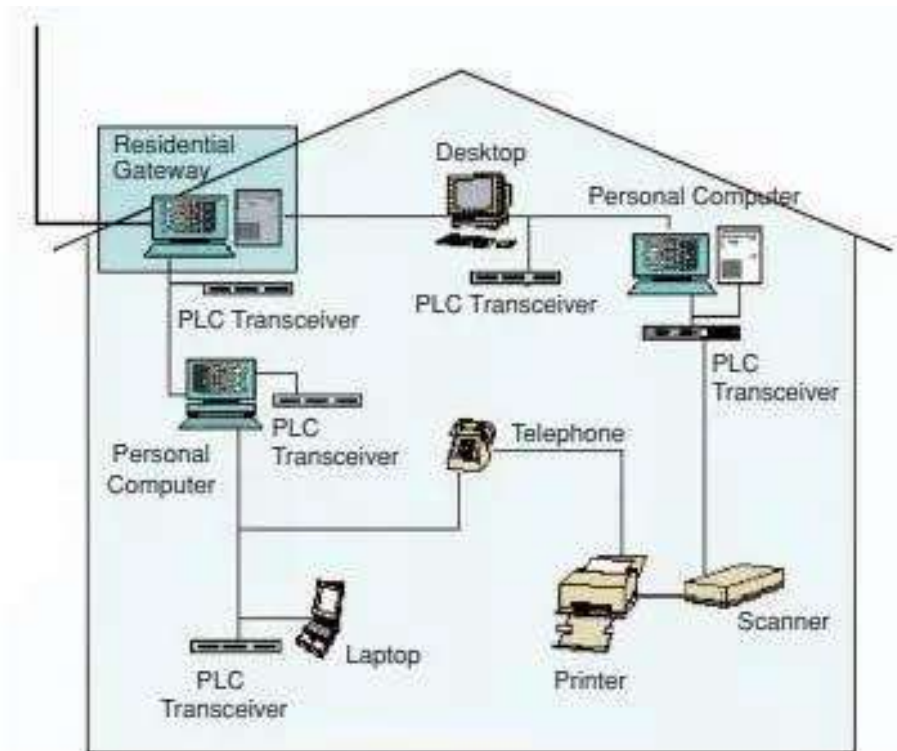 Residential
Gateway
Desktop
Personal Computer
PLC Transceiver
PLC Transceiver
PLC
Transceiver
PLC
Transceiver
Personal
Computer
Telephone
Laptop
PLC
Transceiver
Printer
Scanner